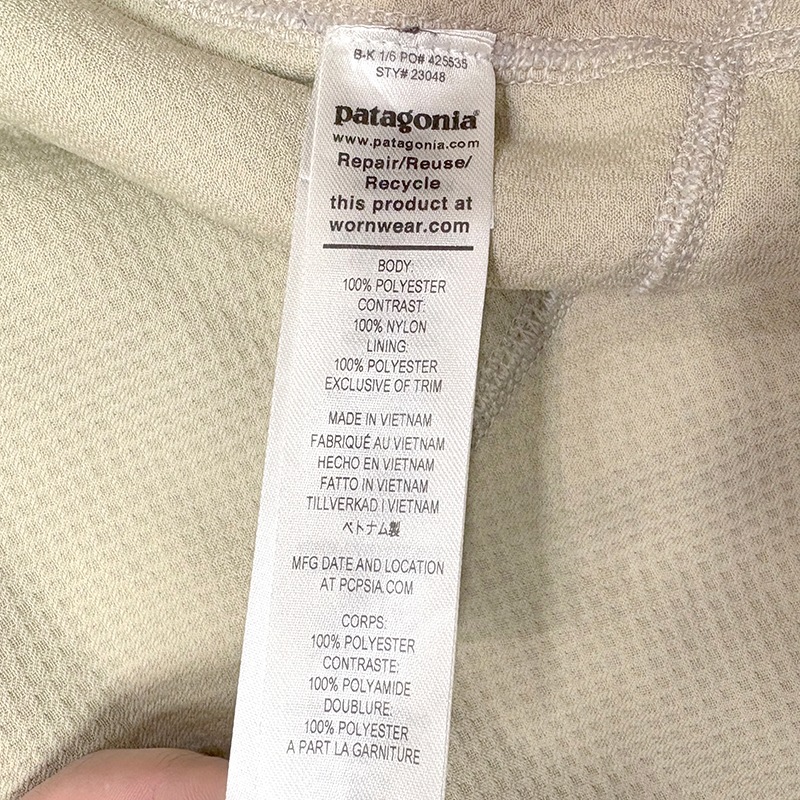 B-K 1/6 PO# 425535
STY# 23048
patagonia®
www.patagonia.com
Repair/Reuse/
Recycle
this product at
wornwear.com
BODY:
100% POLYESTER
CONTRAST:
100% NYLON
LINING:
100% POLYESTER
EXCLUSIVE OF TRIM
MADE IN VIETNAM
FABRIQUÉ AU VIETNAM
HECHO EN VIETNAM
FATTO IN VIETNAM
TILLVERKAD I VIETNAM
ベトナム製
MFG DATE AND LOCATION
AT PCPSIA.COM
CORPS:
100% POLYESTER
CONTRASTE:
100% POLYAMIDE
DOUBLURE:
100% POLYESTER
A PART LA GARNITURE